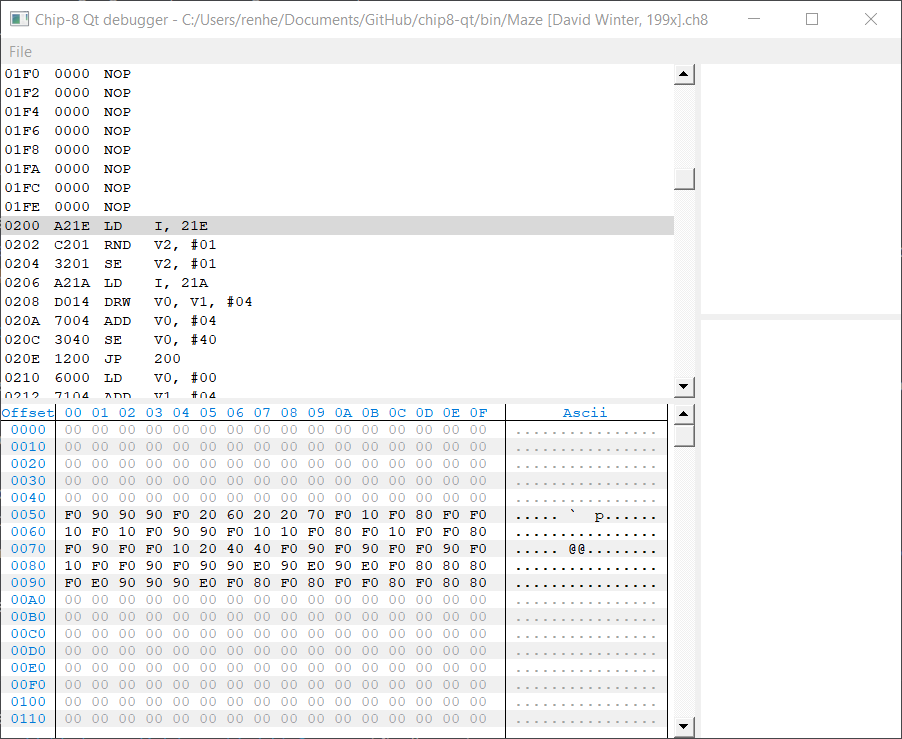 Chip-8 Qt debugger - C:/Users/renhe/Documents/GitHub/chip8-qt/bin/Maze [David Winter, 199x].ch8
File
01F0 0000 NOP
01F2 0000 NOP
01F4 0000 NOP
01F6 0000 NOP
01F8 0000 NOP
01FA 0000 NOP
01FC 0000 NOP
01FE 0000 NOP
0200 A21E LD I, 21E
0202 C201 RND V2, #01
0204 3201 SE V2, #01
0206 A21A LD I, 21A
0208 D014 DRW V0, V1, #04
020A 7004 ADD V0, #04
020C 3040 SE V0, #40
020E 1200 JP 200
0210 6000 LD V0, #00
0212 7104 ADD V1, #04
Offset 00 01 02 03 04 05 06 07 08 09 0A 0B 0C 0D 0E 0F Ascii
0000 00 00 00 00 00 00 00 00 00 00 00 00 00 00 00 00 ................
0010 00 00 00 00 00 00 00 00 00 00 00 00 00 00 00 00 ................
0020 00 00 00 00 00 00 00 00 00 00 00 00 00 00 00 00 ................
0030 00 00 00 00 00 00 00 00 00 00 00 00 00 00 00 00 ................
0040 00 00 00 00 00 00 00 00 00 00 00 00 00 00 00 00 ................
0050 F0 90 90 90 F0 20 60 20 20 70 F0 10 F0 80 F0 F0 ..... `  p......
0060 10 F0 10 F0 90 90 F0 10 10 F0 80 F0 10 F0 F0 80 ................
0070 F0 90 F0 F0 10 20 40 40 F0 90 F0 90 F0 F0 90 F0 ..... @@........
0080 10 F0 F0 90 F0 90 90 E0 90 E0 90 E0 F0 80 80 80 ................
0090 F0 E0 90 90 90 E0 F0 80 F0 80 F0 F0 80 F0 80 80 ................
00A0 00 00 00 00 00 00 00 00 00 00 00 00 00 00 00 00 ................
00B0 00 00 00 00 00 00 00 00 00 00 00 00 00 00 00 00 ................
00C0 00 00 00 00 00 00 00 00 00 00 00 00 00 00 00 00 ................
00D0 00 00 00 00 00 00 00 00 00 00 00 00 00 00 00 00 ................
00E0 00 00 00 00 00 00 00 00 00 00 00 00 00 00 00 00 ................
00F0 00 00 00 00 00 00 00 00 00 00 00 00 00 00 00 00 ................
0100 00 00 00 00 00 00 00 00 00 00 00 00 00 00 00 00 ................
0110 00 00 00 00 00 00 00 00 00 00 00 00 00 00 00 00 ................